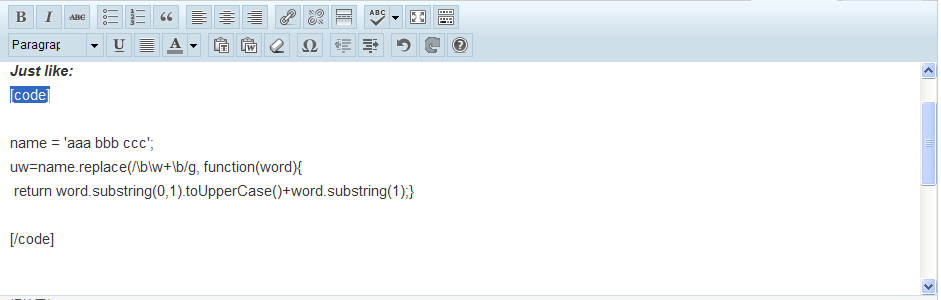 B I ABC ABC
Paragrap U A Ω
Just like:
[code]
name = 'aaa bbb ccc';
uw=name.replace(/\b\w+\b/g, function(word){
return word.substring(0,1).toUpperCase()+word.substring(1);}
[/code]